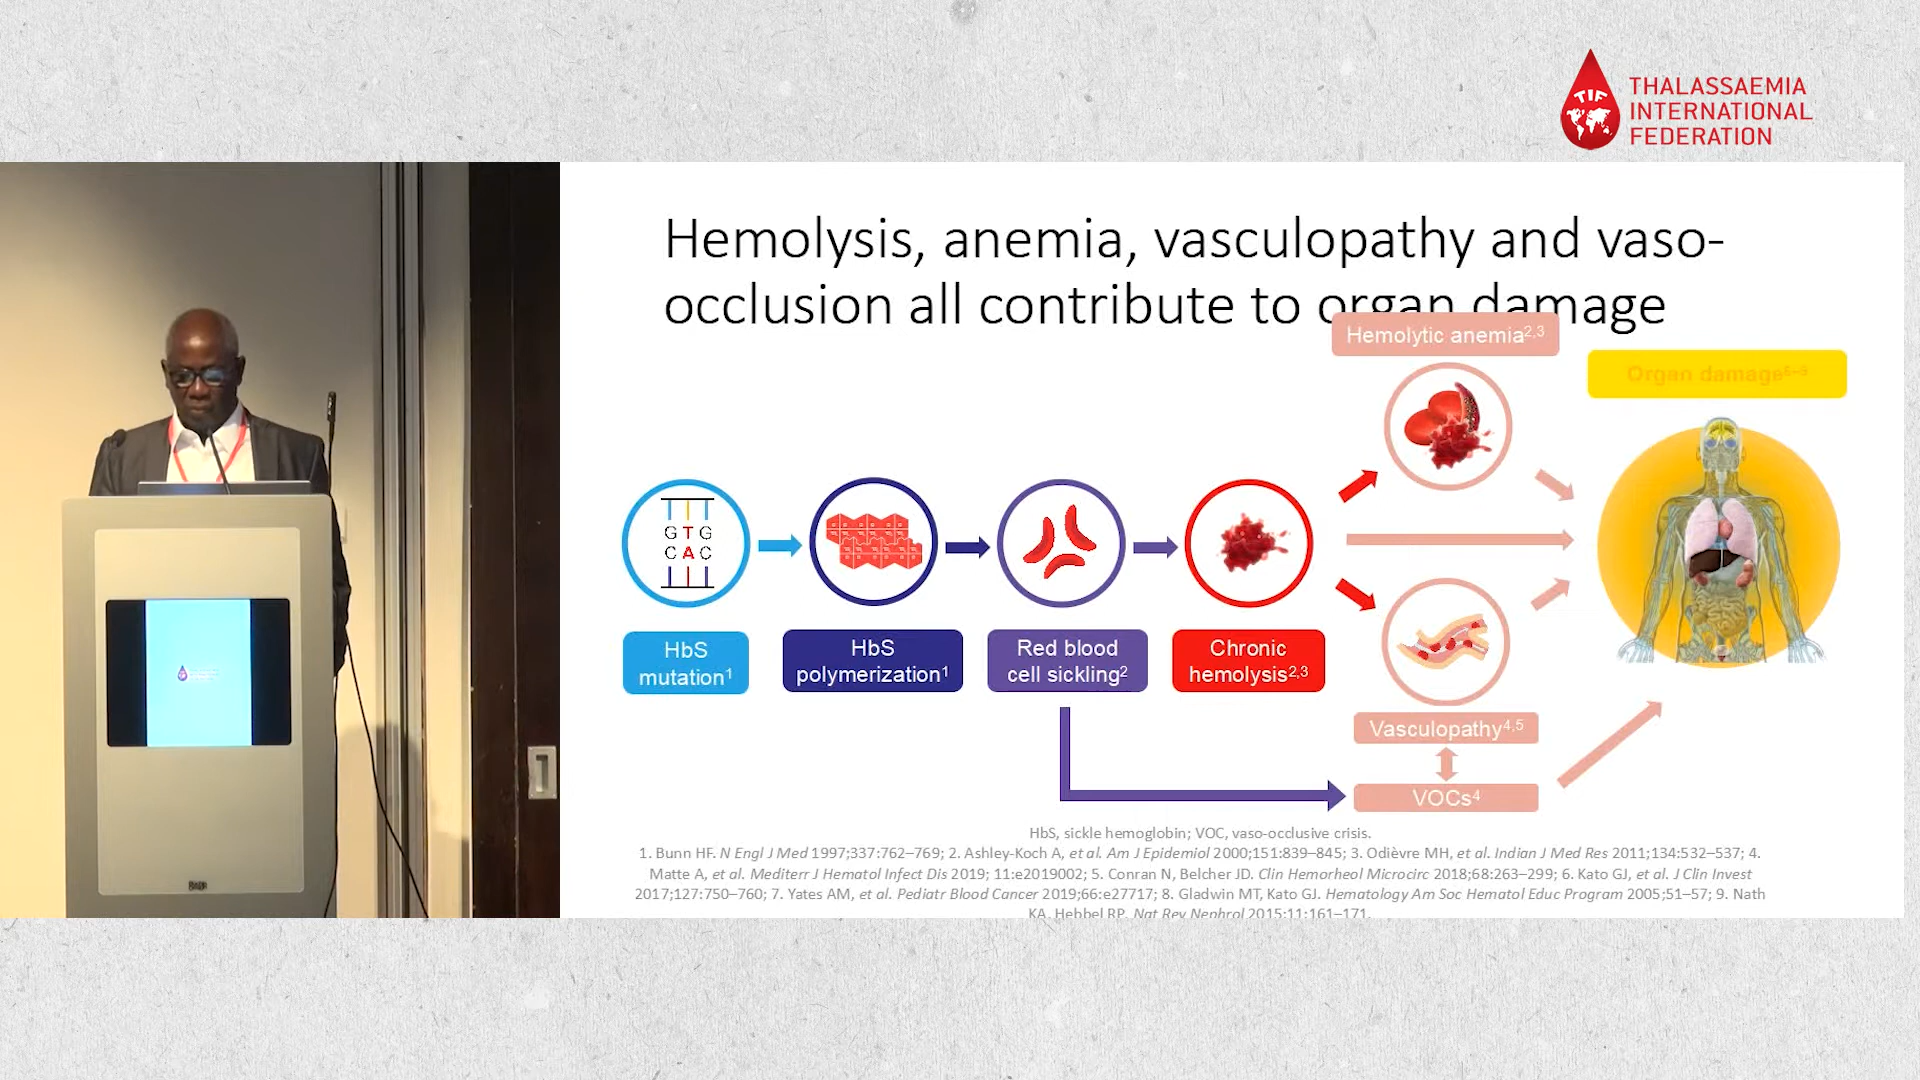 TIF
THALASSAEMIA
INTERNATIONAL
FEDERATION
Hemolysis, anemia, vasculopathy and vaso-
occlusion all contribute to organ damage
Hemolytic anemia2,3
Organ damage6–9
G T G
C A C
HbS
mutation1
HbS
polymerization1
Red blood
cell sickling2
Chronic
hemolysis2,3
Vasculopathy4,5
VOCs4
HbS, sickle hemoglobin; VOC, vaso-occlusive crisis.
1. Bunn HF. N Engl J Med 1997;337:762–769; 2. Ashley-Koch A, et al. Am J Epidemiol 2000;151:839–845; 3. Odièvre MH, et al. Indian J Med Res 2011;134:532–537; 4.
Matte A, et al. Mediterr J Hematol Infect Dis 2019; 11:e2019002; 5. Conran N, Belcher JD. Clin Hemorheol Microcirc 2018;68:263–299; 6. Kato GJ, et al. J Clin Invest
2017;127:750–760; 7. Yates AM, et al. Pediatr Blood Cancer 2019;66:e27717; 8. Gladwin MT, Kato GJ. Hematology Am Soc Hematol Educ Program 2005;51–57; 9. Nath
KA, Hebbel RP. Nat Rev Nephrol 2015;11:161–171.